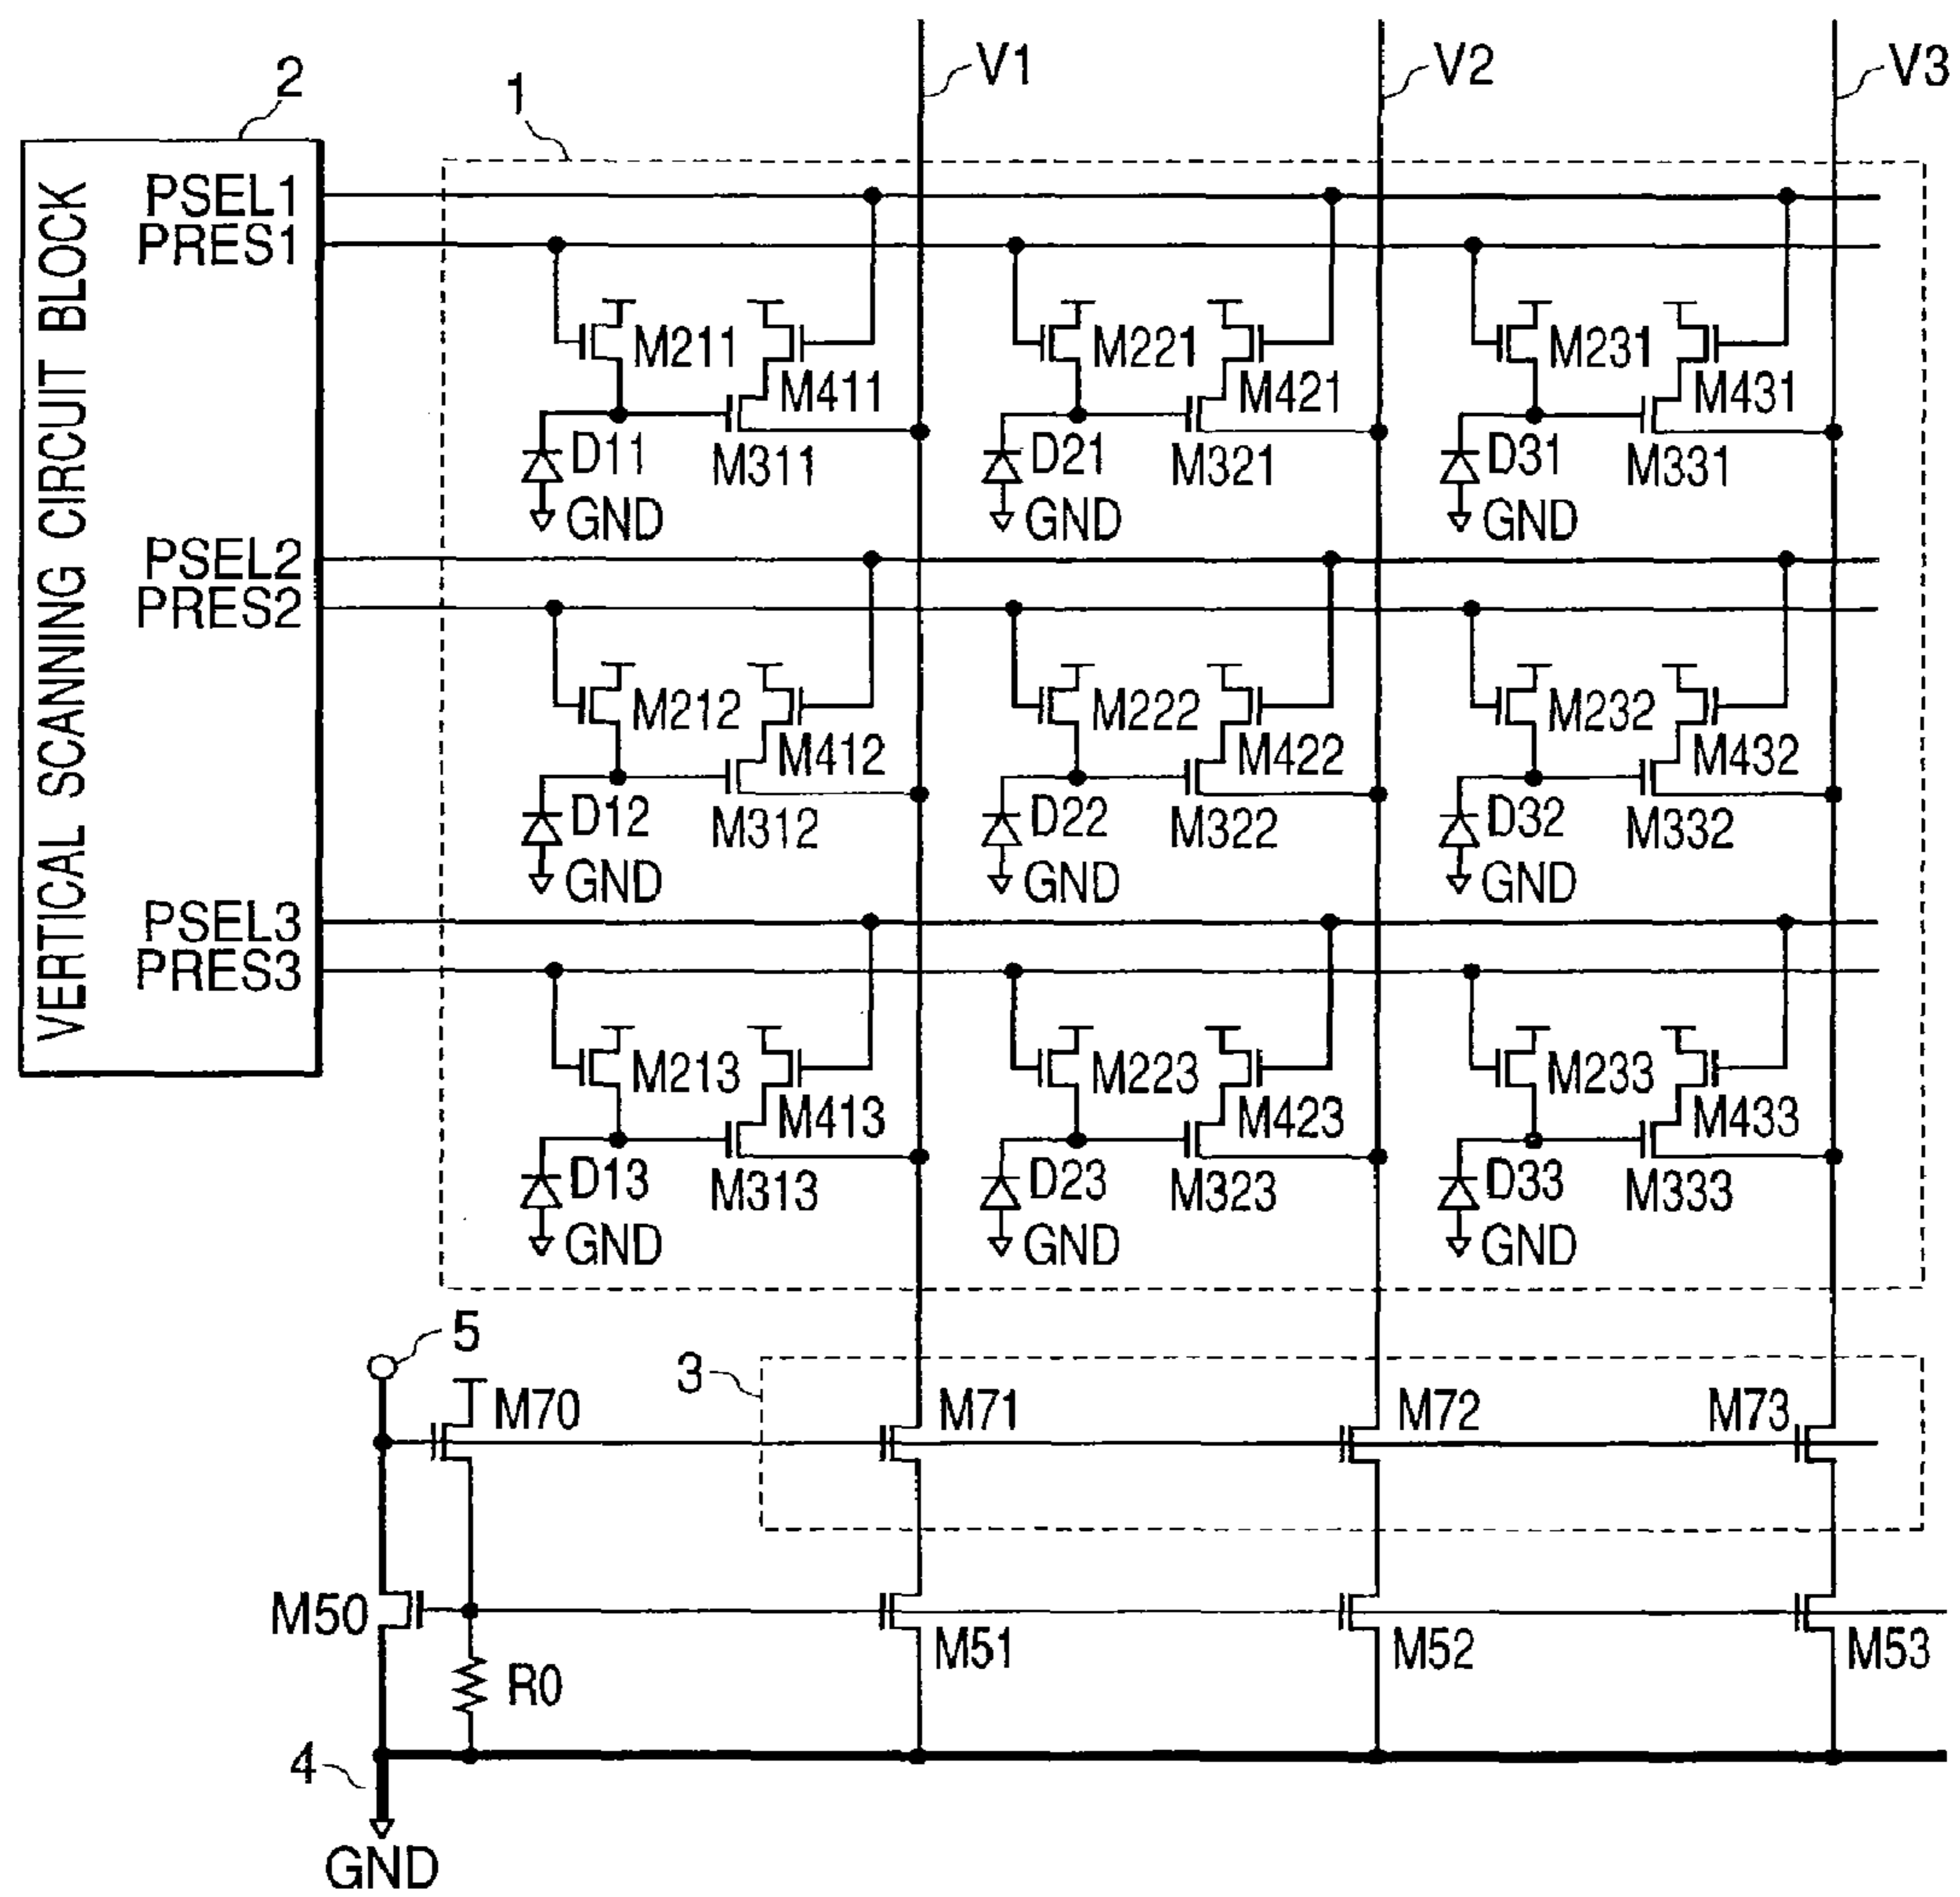 V1 V2 V3
2 1
VERTICAL SCANNING CIRCUIT BLOCK
PSEL1
PRES1
M211 M221 M231
M411 M421 M431
D11 M311 D21 M321 D31 M331
GND GND GND
PSEL2
PRES2
M212 M222 M232
M412 M422 M432
D12 M312 D22 M322 D32 M332
GND GND GND
PSEL3
PRES3
M213 M223 M233
M413 M423 M433
D13 M313 D23 M323 D33 M333
GND GND GND
5 3
M70 M71 M72 M73
M50 M51 M52 M53
R0
4
GND